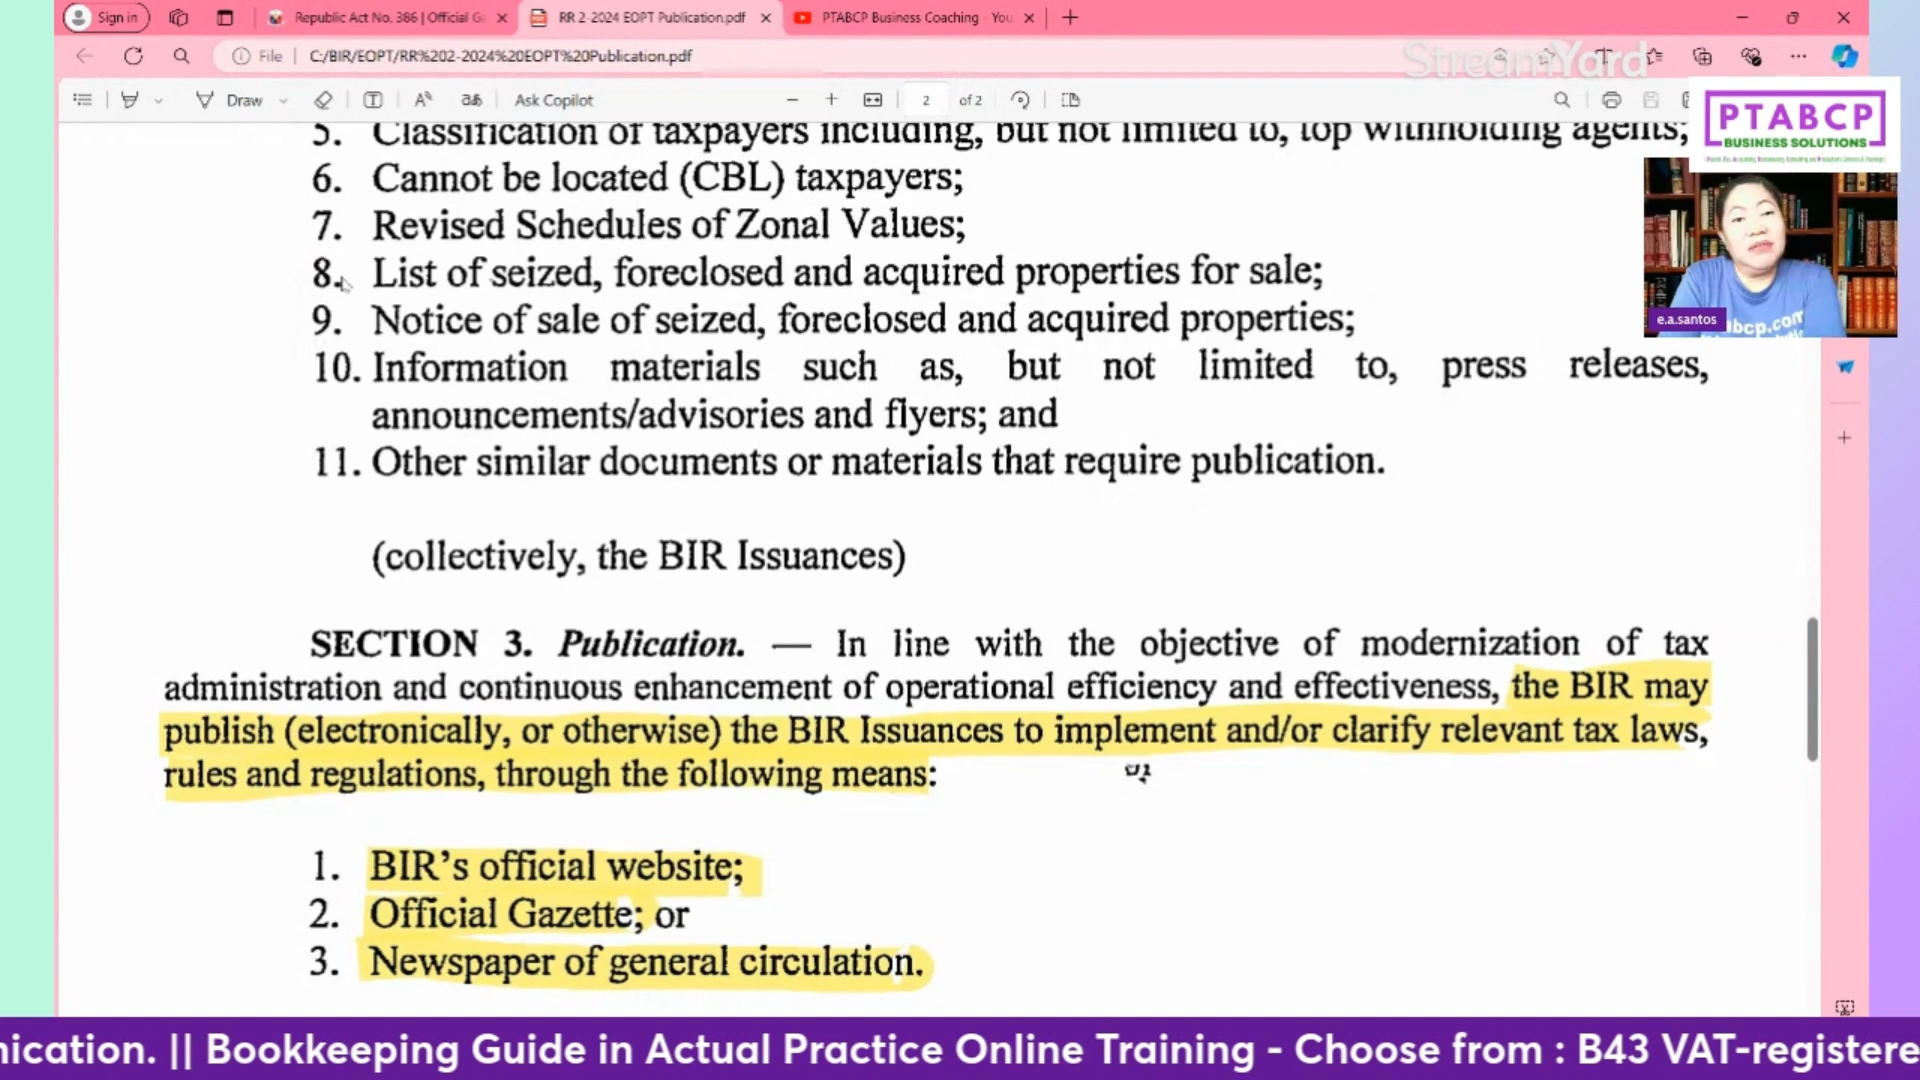 Sign in
Republic Act No. 386 | Official G
RR 2-2024 EOPT Publication.pdf
PTABCP Business Coaching - You
File
C:/BIR/EOPT/RR%202-2024%20EOPT%20Publication.pdf
StreamYard
Draw
Ask Copilot
2 of 2
PTABCP
BUSINESS SOLUTIONS
5. Classification of taxpayers including, but not limited to, top withholding agents;
6. Cannot be located (CBL) taxpayers;
7. Revised Schedules of Zonal Values;
8. List of seized, foreclosed and acquired properties for sale;
9. Notice of sale of seized, foreclosed and acquired properties;
10. Information materials such as, but not limited to, press releases,
announcements/advisories and flyers; and
11. Other similar documents or materials that require publication.
(collectively, the BIR Issuances)
SECTION 3. Publication. — In line with the objective of modernization of tax
administration and continuous enhancement of operational efficiency and effectiveness, the BIR may
publish (electronically, or otherwise) the BIR Issuances to implement and/or clarify relevant tax laws,
rules and regulations, through the following means:
1. BIR's official website;
2. Official Gazette; or
3. Newspaper of general circulation.
e.a.santos
bcp.com
nication. || Bookkeeping Guide in Actual Practice Online Training - Choose from : B43 VAT-registere